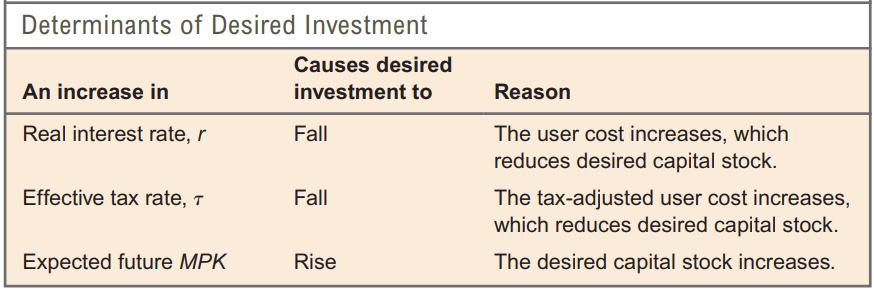 Determinants of Desired Investment
An increase in Causes desired investment to Reason
Real interest rate, r Fall The user cost increases, which
reduces desired capital stock.
Effective tax rate, τ Fall The tax-adjusted user cost increases,
which reduces desired capital stock.
Expected future MPK Rise The desired capital stock increases.